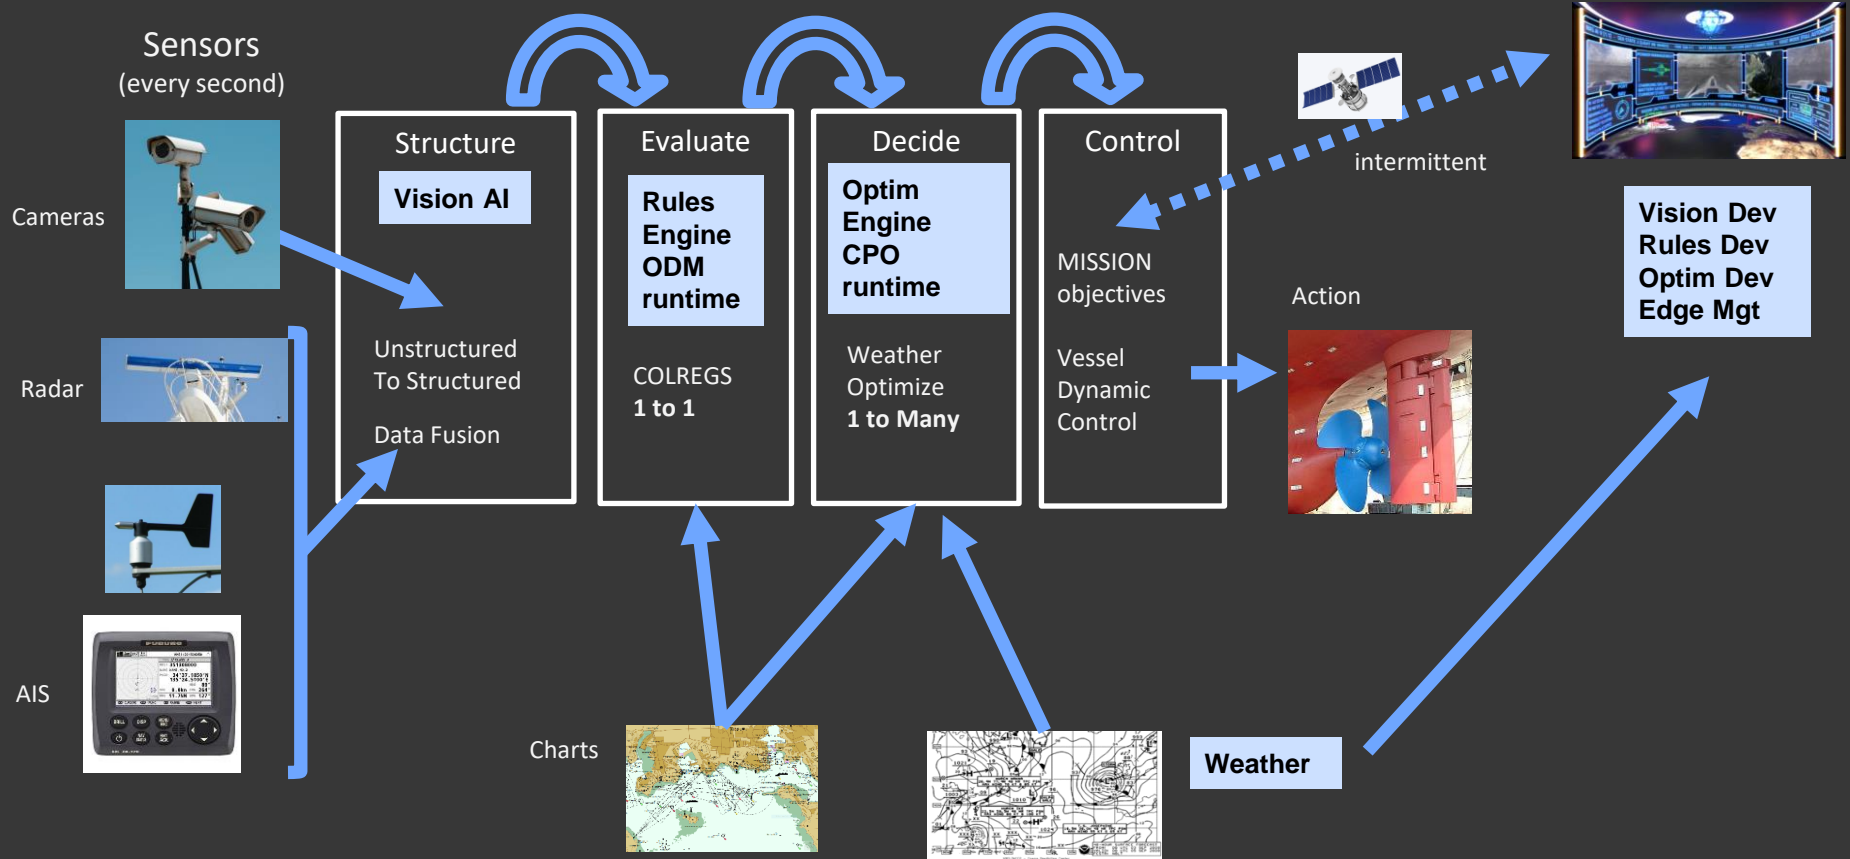 Sensors
(every second)
Cameras
Radar
AIS
Structure
Vision AI
Unstructured
To Structured
Data Fusion
Evaluate
Rules
Engine
ODM
runtime
COLREGS
1 to 1
Decide
Optim
Engine
CPO
runtime
Weather
Optimize
1 to Many
Control
MISSION
objectives
Vessel
Dynamic
Control
intermittent
Action
Vision Dev
Rules Dev
Optim Dev
Edge Mgt
Charts
Weather
FURUNO